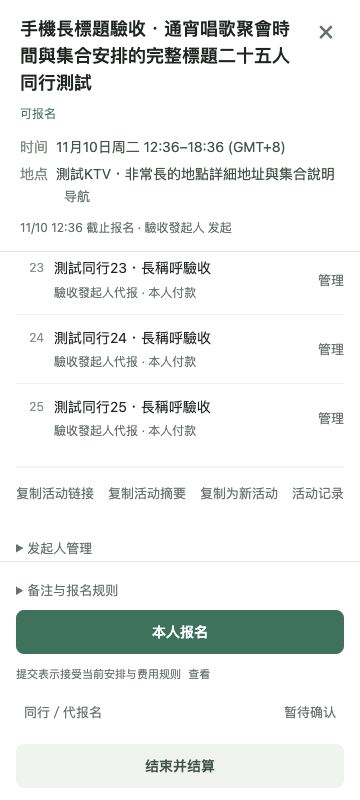 手機長標題驗收 · 通宵唱歌聚會時
間與集合安排的完整標題二十五人
同行測試
×
可报名
时间 11月10日周二 12:36–18:36 (GMT+8)
地点 測試KTV · 非常長的地點詳細地址與集合說明
导航
11/10 12:36 截止报名 · 驗收發起人 发起
23 測試同行23 · 長稱呼驗收
驗收發起人代报 · 本人付款
管理
24 測試同行24 · 長稱呼驗收
驗收發起人代报 · 本人付款
管理
25 測試同行25 · 長稱呼驗收
驗收發起人代报 · 本人付款
管理
复制活动链接 复制活动摘要 复制为新活动 活动记录
▶ 发起人管理
▶ 备注与报名规则
本人报名
提交表示接受当前安排与费用规则 查看
同行 / 代报名 暂待确认
结束并结算